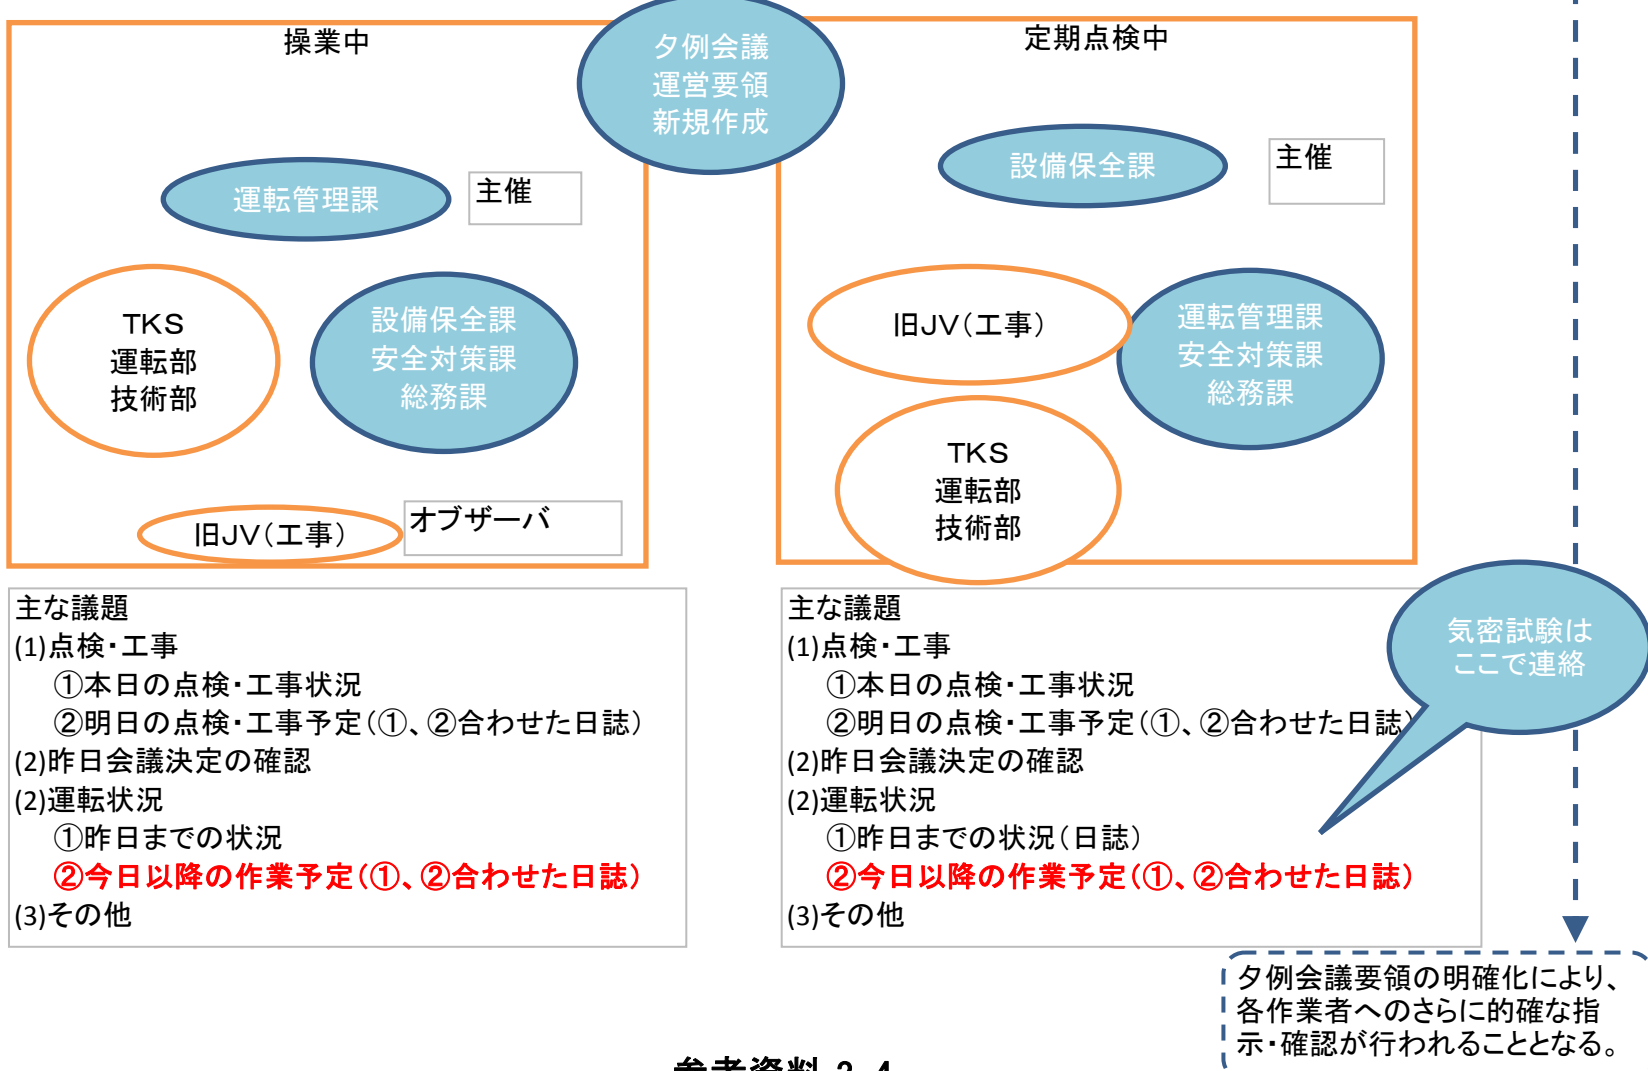 夕例会議
運営要領
新規作成
操業中
運転管理課
主催
TKS
運転部
技術部
設備保全課
安全対策課
総務課
旧JV（工事）
オブザーバ
定期点検中
設備保全課
主催
旧JV（工事）
運転管理課
安全対策課
総務課
TKS
運転部
技術部
主な議題
(1)点検・工事
①本日の点検・工事状況
②明日の点検・工事予定（①、②合わせた日誌）
(2)昨日会議決定の確認
(2)運転状況
①昨日までの状況
②今日以降の作業予定（①、②合わせた日誌）
(3)その他
主な議題
(1)点検・工事
①本日の点検・工事状況
②明日の点検・工事予定（①、②合わせた日誌）
(2)昨日会議決定の確認
(2)運転状況
①昨日までの状況（日誌）
②今日以降の作業予定（①、②合わせた日誌）
(3)その他
気密試験は
ここで連絡
夕例会議要領の明確化により、
各作業者へのさらに的確な指
示・確認が行われることとなる。